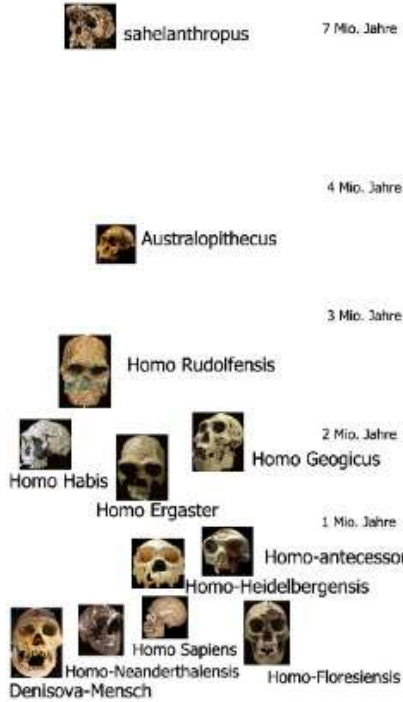 sahelanthropus
7 Mio. Jahre
4 Mio. Jahre
Australopithecus
3 Mio. Jahre
Homo Rudolfensis
2 Mio. Jahre
Homo Geogicus
Homo Habis
Homo Ergaster
1 Mio. Jahre
Homo-antecessor
Homo-Heidelbergensis
Homo Sapiens
Homo-Neanderthalensis
Homo-Floresiensis
Denisova-Mensch